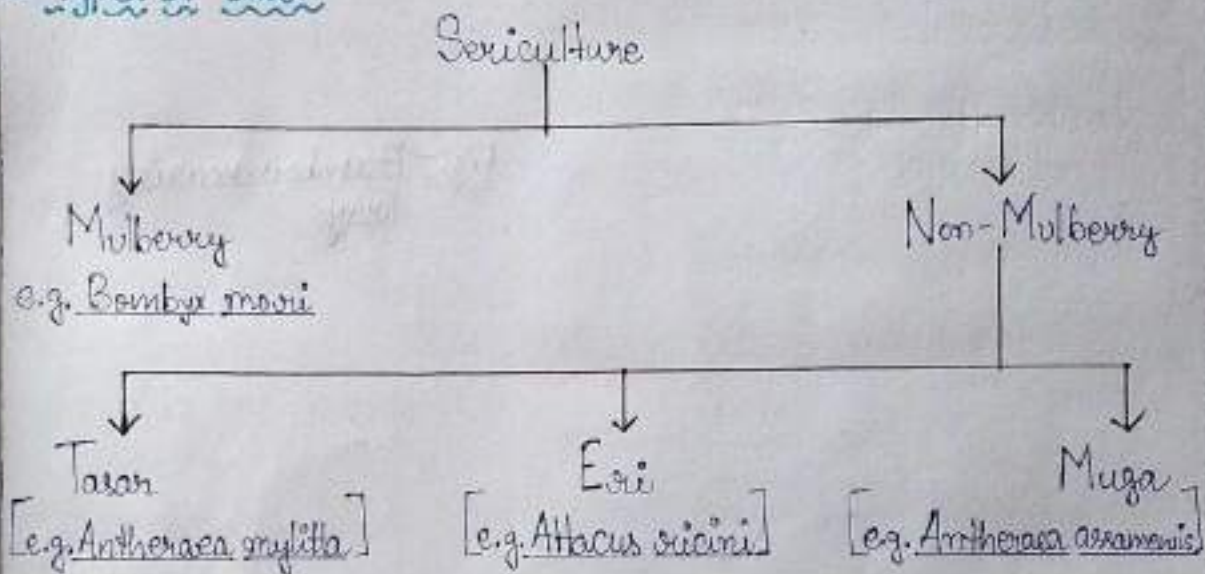 Sericulture
Mulberry Non-Mulberry
e.g. Bombyx mori
Tasar Eri Muga
[e.g. Antheraea mylitta] [e.g. Attacus ricini] [e.g. Antheraea assamensis]